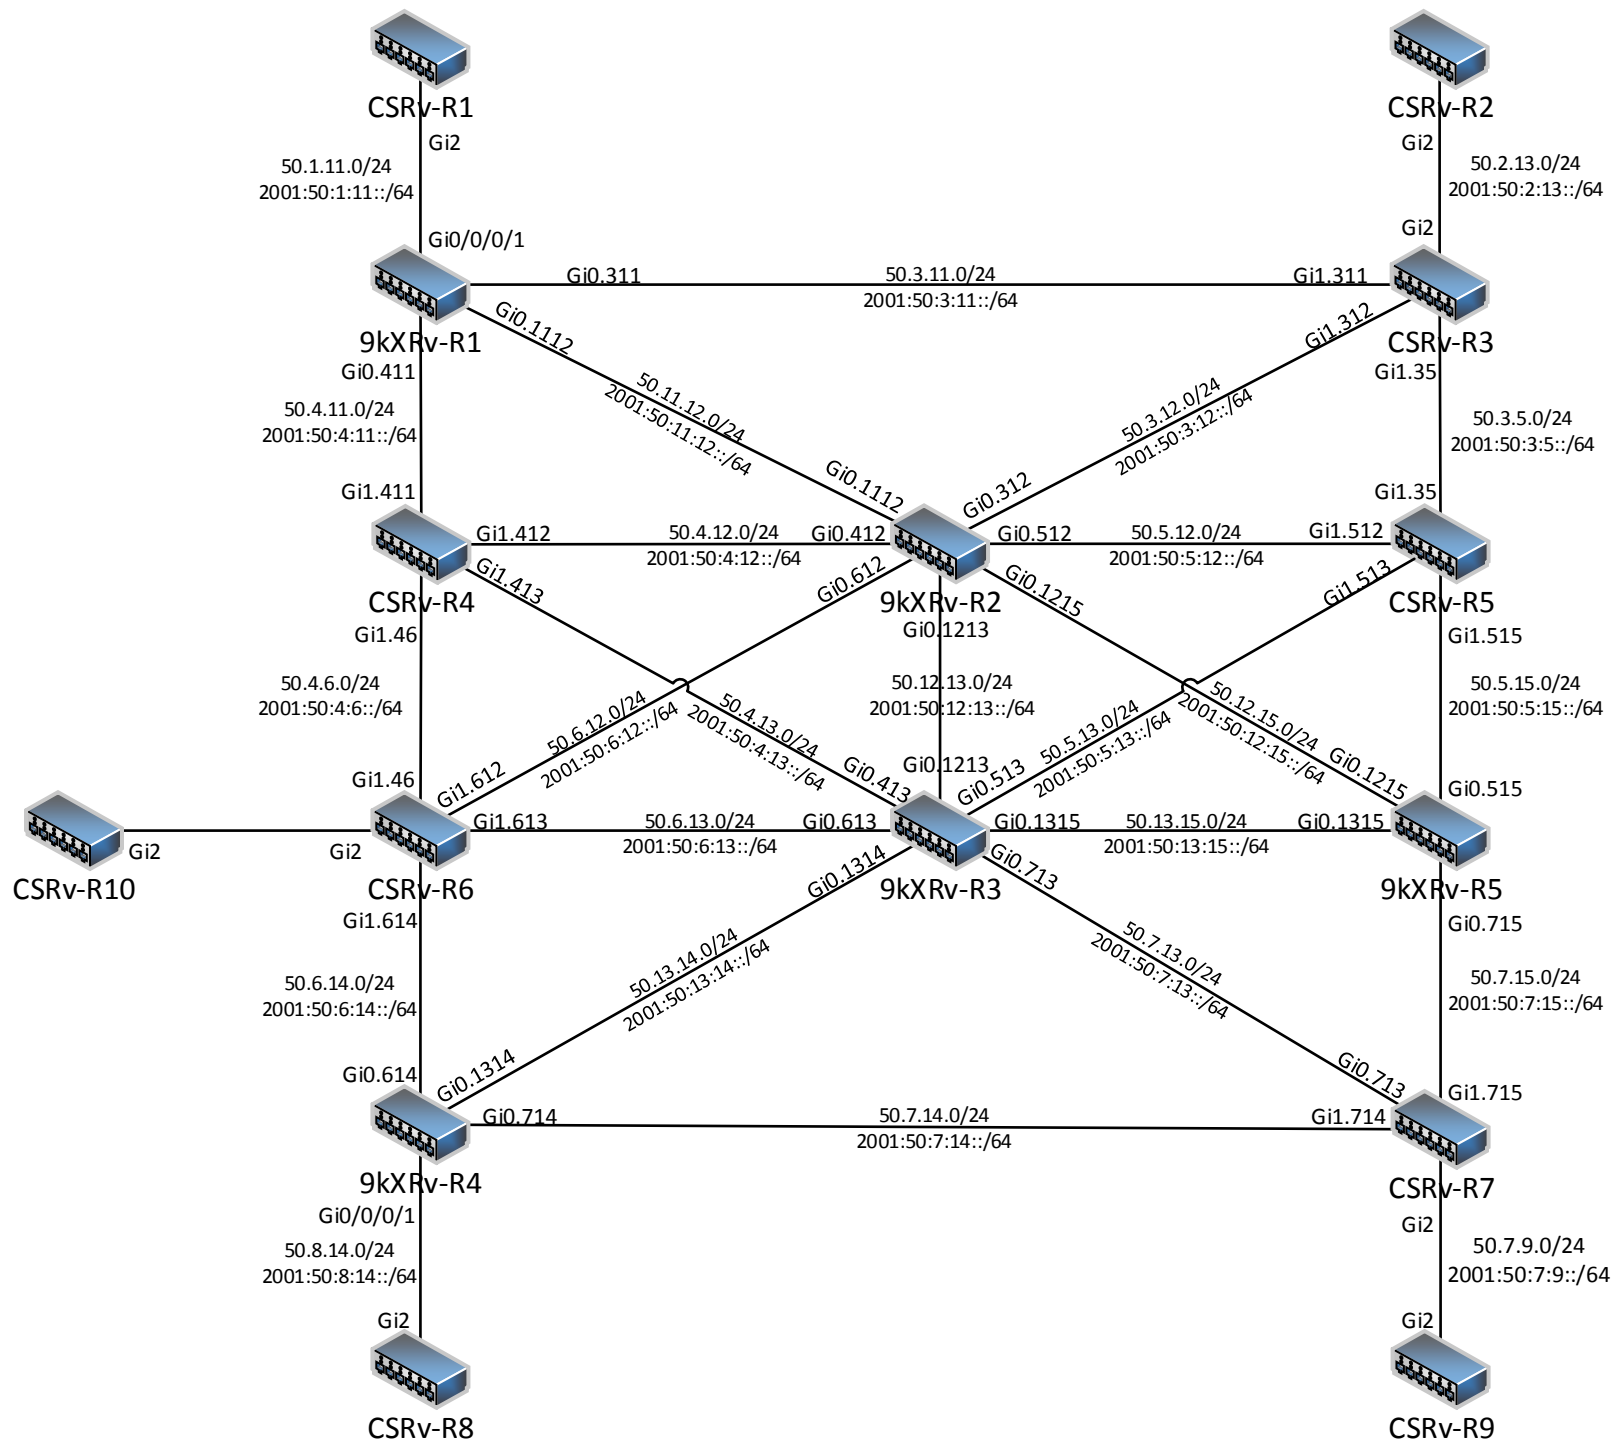 CSRv-R1
CSRv-R2
Gi2
Gi2
50.1.11.0/24
2001:50:1:11::/64
50.2.13.0/24
2001:50:2:13::/64
Gi0/0/0/1
Gi2
Gi0.311
50.3.11.0/24
2001:50:3:11::/64
Gi1.311
9kXRv-R1
Gi0.1112
Gi1.312
CSRv-R3
Gi0.411
Gi1.35
50.4.11.0/24
2001:50:4:11::/64
50.11.12.0/24
2001:50:11:12::/64
50.3.12.0/24
2001:50:3:12::/64
50.3.5.0/24
2001:50:3:5::/64
Gi1.411
Gi0.1112
Gi0.312
Gi1.35
Gi1.412
50.4.12.0/24
2001:50:4:12::/64
Gi0.412
Gi0.512
50.5.12.0/24
2001:50:5:12::/64
Gi1.512
CSRv-R4
Gi1.413
Gi0.612
9kXRv-R2
Gi0.1215
Gi1.513
CSRv-R5
Gi1.46
Gi0.1213
Gi1.515
50.4.6.0/24
2001:50:4:6::/64
50.6.12.0/24
2001:50:6:12::/64
50.4.13.0/24
2001:50:4:13::/64
50.12.13.0/24
2001:50:12:13::/64
50.5.13.0/24
2001:50:5:13::/64
50.12.15.0/24
2001:50:12:15::/64
50.5.15.0/24
2001:50:5:15::/64
Gi1.46
Gi1.612
Gi0.413
Gi0.1213
Gi0.513
Gi0.1215
Gi0.515
Gi2
Gi2
Gi1.613
50.6.13.0/24
2001:50:6:13::/64
Gi0.613
Gi0.1315
50.13.15.0/24
2001:50:13:15::/64
Gi0.1315
CSRv-R10
CSRv-R6
Gi0.1314
9kXRv-R3
Gi0.713
9kXRv-R5
Gi1.614
Gi0.715
50.6.14.0/24
2001:50:6:14::/64
50.13.14.0/24
2001:50:13:14::/64
50.7.13.0/24
2001:50:7:13::/64
50.7.15.0/24
2001:50:7:15::/64
Gi0.614
Gi0.1314
Gi0.713
Gi1.715
Gi0.714
50.7.14.0/24
2001:50:7:14::/64
Gi1.714
9kXRv-R4
CSRv-R7
Gi0/0/0/1
Gi2
50.8.14.0/24
2001:50:8:14::/64
50.7.9.0/24
2001:50:7:9::/64
Gi2
Gi2
CSRv-R8
CSRv-R9